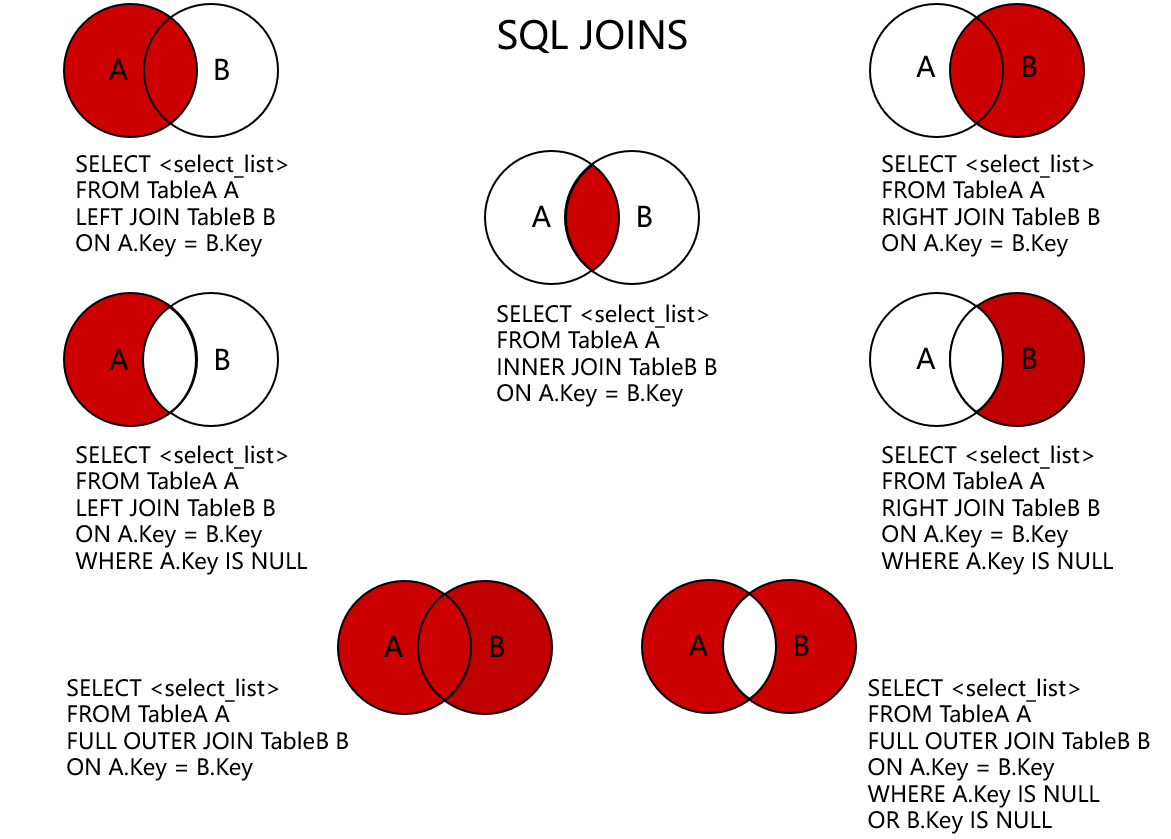 SQL JOINS
A B
SELECT <select_list>
FROM TableA A
LEFT JOIN TableB B
ON A.Key = B.Key
A B
SELECT <select_list>
FROM TableA A
RIGHT JOIN TableB B
ON A.Key = B.Key
A B
SELECT <select_list>
FROM TableA A
INNER JOIN TableB B
ON A.Key = B.Key
A B
SELECT <select_list>
FROM TableA A
LEFT JOIN TableB B
ON A.Key = B.Key
WHERE A.Key IS NULL
A B
SELECT <select_list>
FROM TableA A
RIGHT JOIN TableB B
ON A.Key = B.Key
WHERE A.Key IS NULL
A B
SELECT <select_list>
FROM TableA A
FULL OUTER JOIN TableB B
ON A.Key = B.Key
A B
SELECT <select_list>
FROM TableA A
FULL OUTER JOIN TableB B
ON A.Key = B.Key
WHERE A.Key IS NULL
OR B.Key IS NULL